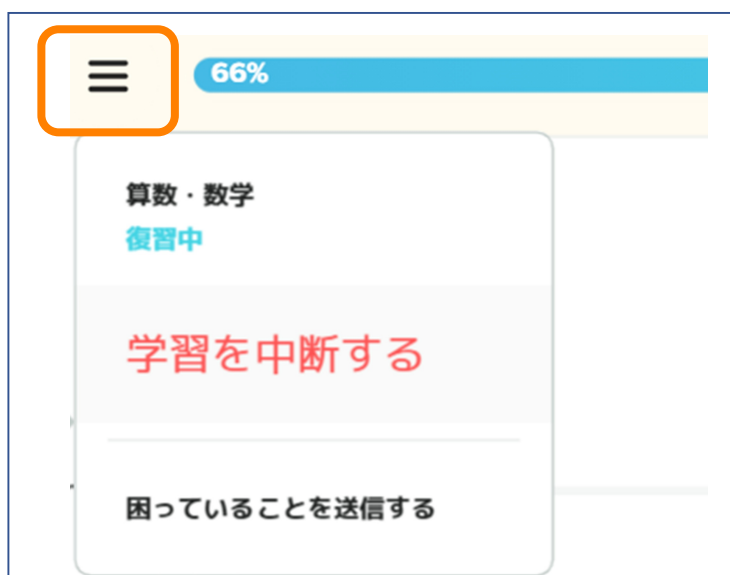 66%
算数・数学
復習中
学習を中断する
困っていることを送信する